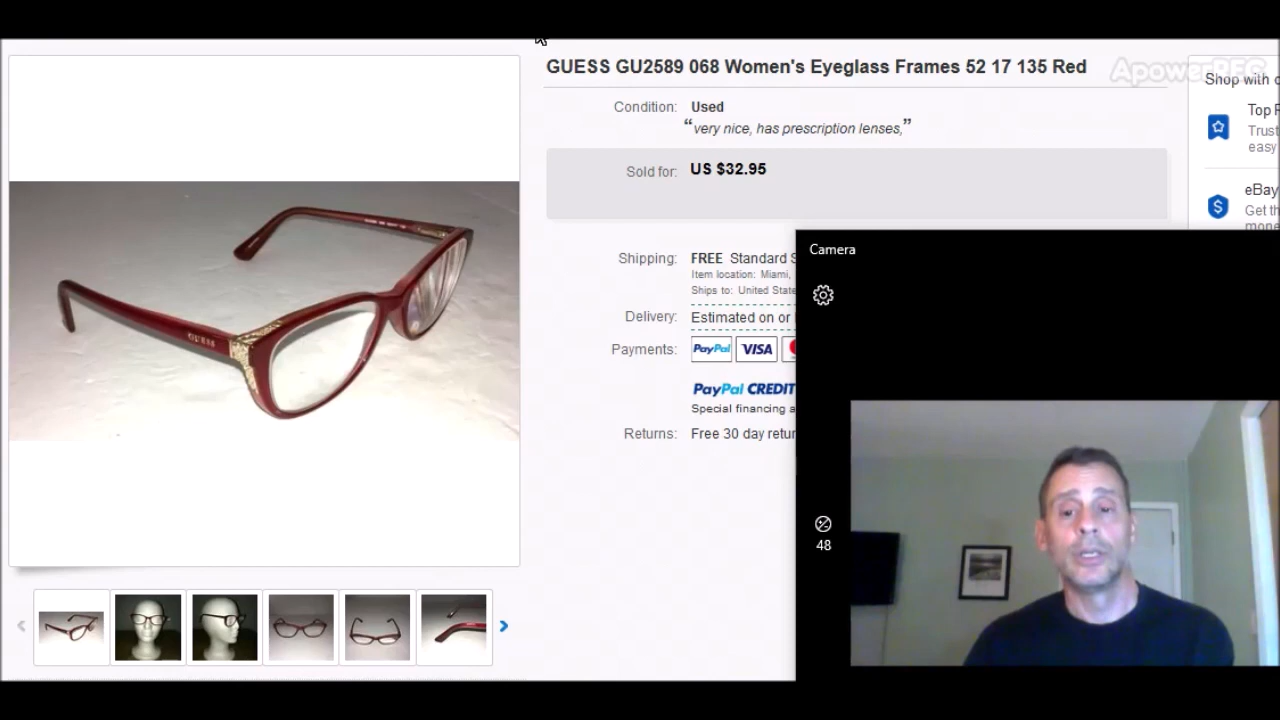 GUESS GU2589 068 Women's Eyeglass Frames 52 17 135 Red
Condition: Used
“very nice, has prescription lenses,”
Sold for: US $32.95
Shipping: FREE Standard S
Item location: Miami,
Ships to: United State
Delivery: Estimated on or
Payments: PayPal VISA
PayPal CREDIT
Special financing a
Returns: Free 30 day retur
GUESS
ApowerREC
Shop with c
Top R
Trust
easy
eBay
Get th
mone
Camera
48